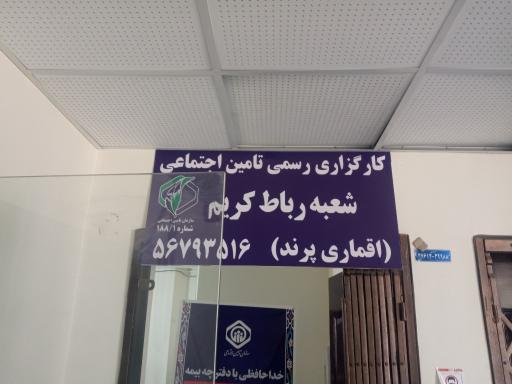 کارگزاری رسمی تامین اجتماعی
شعبه رباط کریم
(اقماری پرند) ۵۶۷۹۳۵۱۶
سازمان تامین اجتماعی
شماره ۱۸۸/۱
خداحافظی با دفترچه بیمه